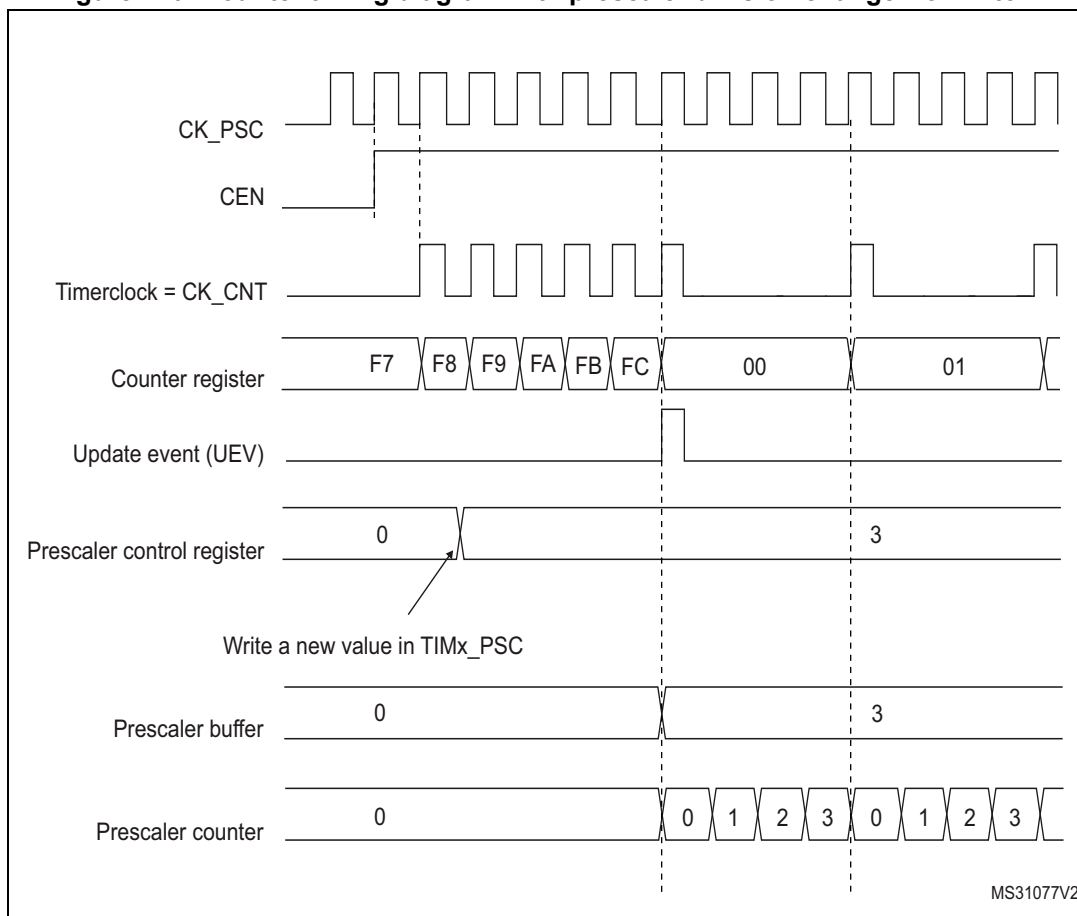 CK_PSC
CEN
Timerclock = CK_CNT
Counter register
F7 F8 F9 FA FB FC 00 01
Update event (UEV)
Prescaler control register
0 3
Write a new value in TIMx_PSC
Prescaler buffer
0 3
Prescaler counter
0 0 1 2 3 0 1 2 3
MS31077V2